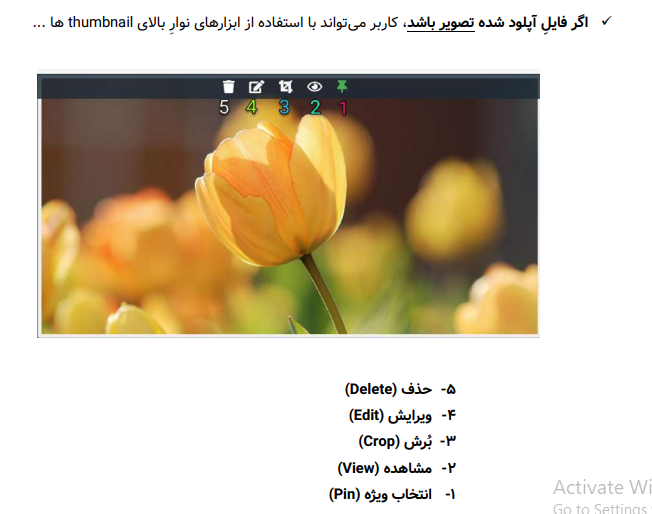 ✓ اگر فایلِ آپلود شده تصویر باشد، کاربر می‌تواند با استفاده از ابزارهای نوارِ بالای thumbnail ها ...
5 4 3 2 1
۵- حذف (Delete)
۴- ویرایش (Edit)
۳- بُرش (Crop)
۲- مشاهده (View)
۱- انتخاب ویژه (Pin)
Activate Wi
Go to Settings